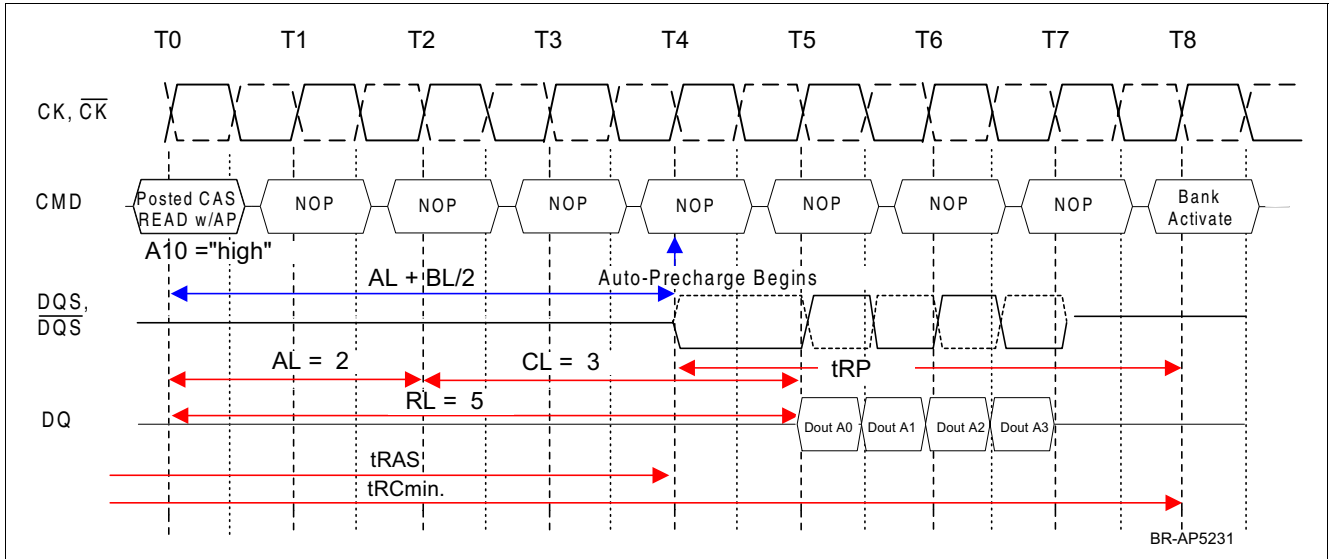 T0 T1 T2 T3 T4 T5 T6 T7 T8
CK, CK
CMD
Posted CAS
READ w/AP
NOP NOP NOP NOP NOP NOP NOP
Bank
Activate
A10 ="high"
AL + BL/2
Auto-Precharge Begins
DQS,
DQS
AL = 2
CL = 3
tRP
RL = 5
DQ
Dout A0 Dout A1 Dout A2 Dout A3
tRAS
tRCmin.
BR-AP5231